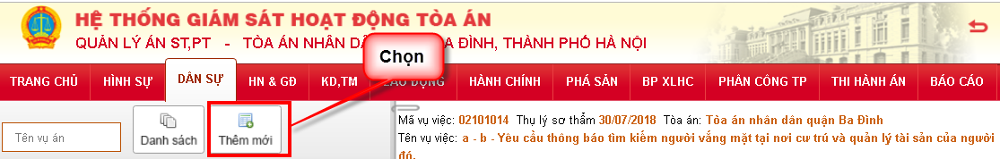 HỆ THỐNG GIÁM SÁT HOẠT ĐỘNG TÒA ÁN
QUẢN LÝ ÁN ST,PT - TÒA ÁN NHÂN DÂ A ĐÌNH, THÀNH PHỐ HÀ NỘI
Chọn
TRANG CHỦ HÌNH SỰ DÂN SỰ HN & GĐ KD,TM LAO ĐỘNG HÀNH CHÍNH PHÁ SẢN BP XLHC PHÂN CÔNG TP THI HÀNH ÁN BÁO CÁO
Tên vụ án Danh sách Thêm mới
Mã vụ việc: 02101014 Thụ lý sơ thẩm 30/07/2018 Tòa án: Tòa án nhân dân quận Ba Đình
Tên vụ việc: a - b - Yêu cầu thông báo tìm kiếm người vắng mặt tại nơi cư trú và quản lý tài sản của người
đó.